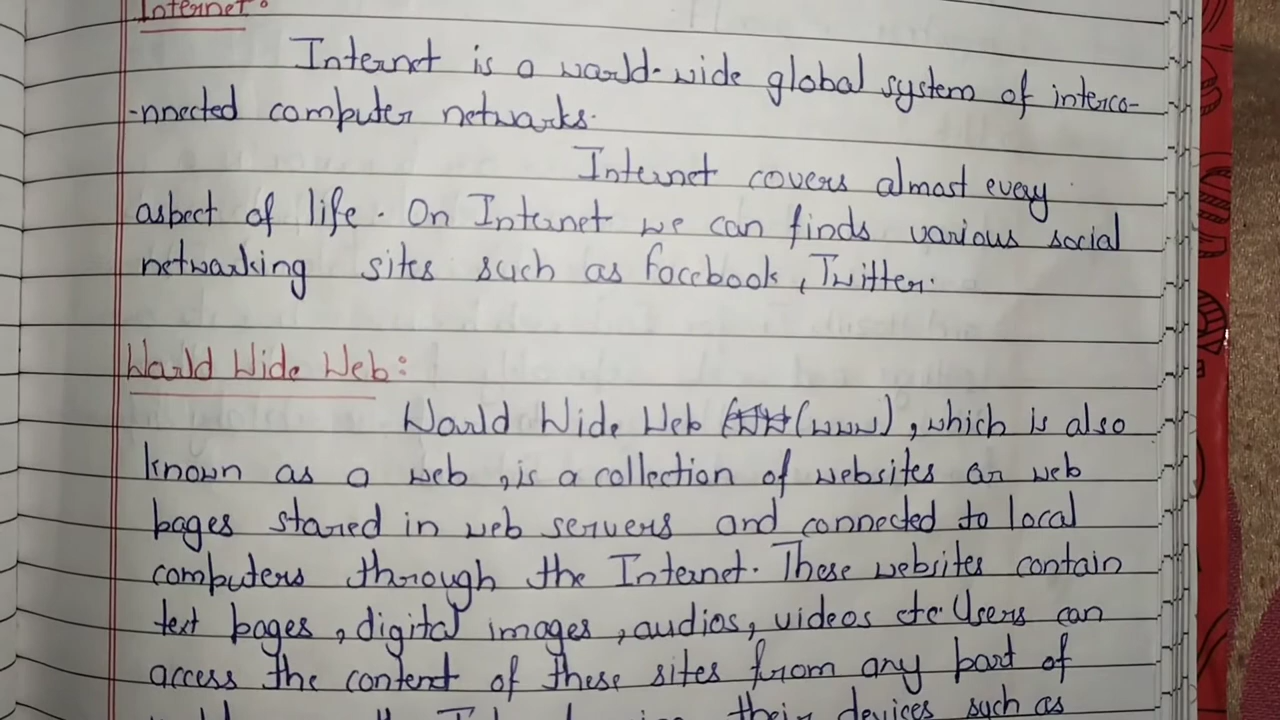 Internet:
Internet is a world-wide global system of interco-
-nnected computer networks.
Internet covers almost every
aspect of life. On Internet we can finds various social
networking sites such as facebook, Twitter.
World Wide Web:
World Wide Web (www), which is also
known as a web, is a collection of websites or web
pages stored in web servers and connected to local
computers through the Internet. These websites contain
text pages, digital images, audios, videos etc. Users can
access the content of these sites from any part of
their devices such as